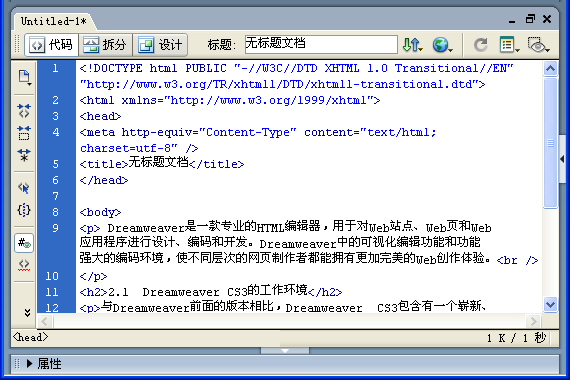 Untitled-1*
代码 拆分 设计 标题: 无标题文档
1 <!DOCTYPE html PUBLIC "-//W3C//DTD XHTML 1.0 Transitional//EN"
"http://www.w3.org/TR/xhtml1/DTD/xhtml1-transitional.dtd">
2 <html xmlns="http://www.w3.org/1999/xhtml">
3 <head>
4 <meta http-equiv="Content-Type" content="text/html;
charset=utf-8" />
5 <title>无标题文档</title>
6 </head>
7
8 <body>
9 <p> Dreamweaver是一款专业的HTML编辑器，用于对Web站点、Web页和Web
应用程序进行设计、编码和开发。Dreamweaver中的可视化编辑功能和功能
强大的编码环境，使不同层次的网页制作者都能拥有更加完美的Web创作体验。<br />
10 </p>
11 <h2>2.1  Dreamweaver CS3的工作环境</h2>
12 <p>与Dreamweaver前面的版本相比，Dreamweaver  CS3包含有一个崭新、
<head> 1 K / 1 秒
属性